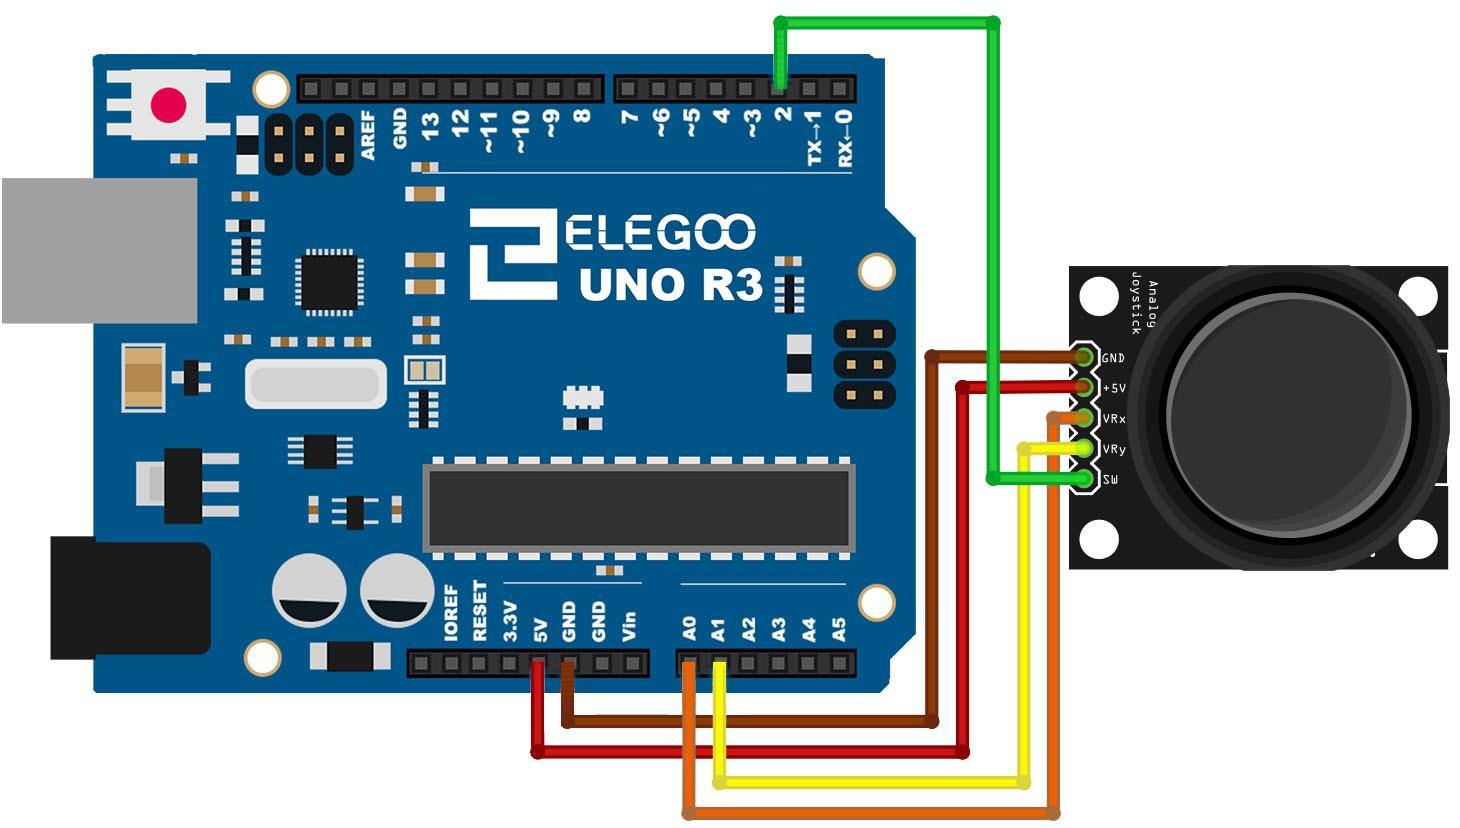 AREF
GND
13
12
~11
~10
~9
8
7
~6
~5
4
~3
2
TX→1
RX←0
ELEGOO
UNO R3
Analog
Joystick
GND
+5V
VRx
VRy
SW
IOREF
RESET
3.3V
5V
GND
GND
Vin
A0
A1
A2
A3
A4
A5